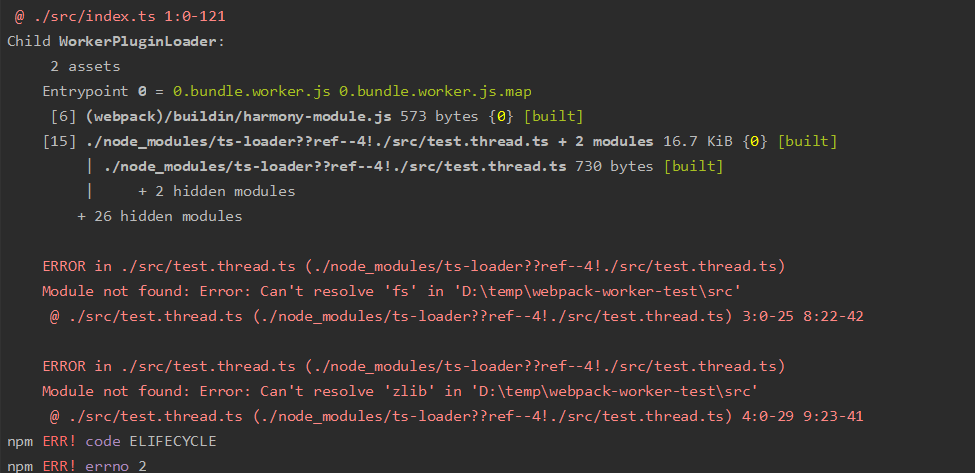 @ ./src/index.ts 1:0-121
Child WorkerPluginLoader:
2 assets
Entrypoint 0 = 0.bundle.worker.js 0.bundle.worker.js.map
[6] (webpack)/buildin/harmony-module.js 573 bytes {0} [built]
[15] ./node_modules/ts-loader??ref--4!./src/test.thread.ts + 2 modules 16.7 KiB {0} [built]
| ./node_modules/ts-loader??ref--4!./src/test.thread.ts 730 bytes [built]
| + 2 hidden modules
+ 26 hidden modules
ERROR in ./src/test.thread.ts (./node_modules/ts-loader??ref--4!./src/test.thread.ts)
Module not found: Error: Can't resolve 'fs' in 'D:\temp\webpack-worker-test\src'
@ ./src/test.thread.ts (./node_modules/ts-loader??ref--4!./src/test.thread.ts) 3:0-25 8:22-42
ERROR in ./src/test.thread.ts (./node_modules/ts-loader??ref--4!./src/test.thread.ts)
Module not found: Error: Can't resolve 'zlib' in 'D:\temp\webpack-worker-test\src'
@ ./src/test.thread.ts (./node_modules/ts-loader??ref--4!./src/test.thread.ts) 4:0-29 9:23-41
npm ERR! code ELIFECYCLE
npm ERR! errno 2